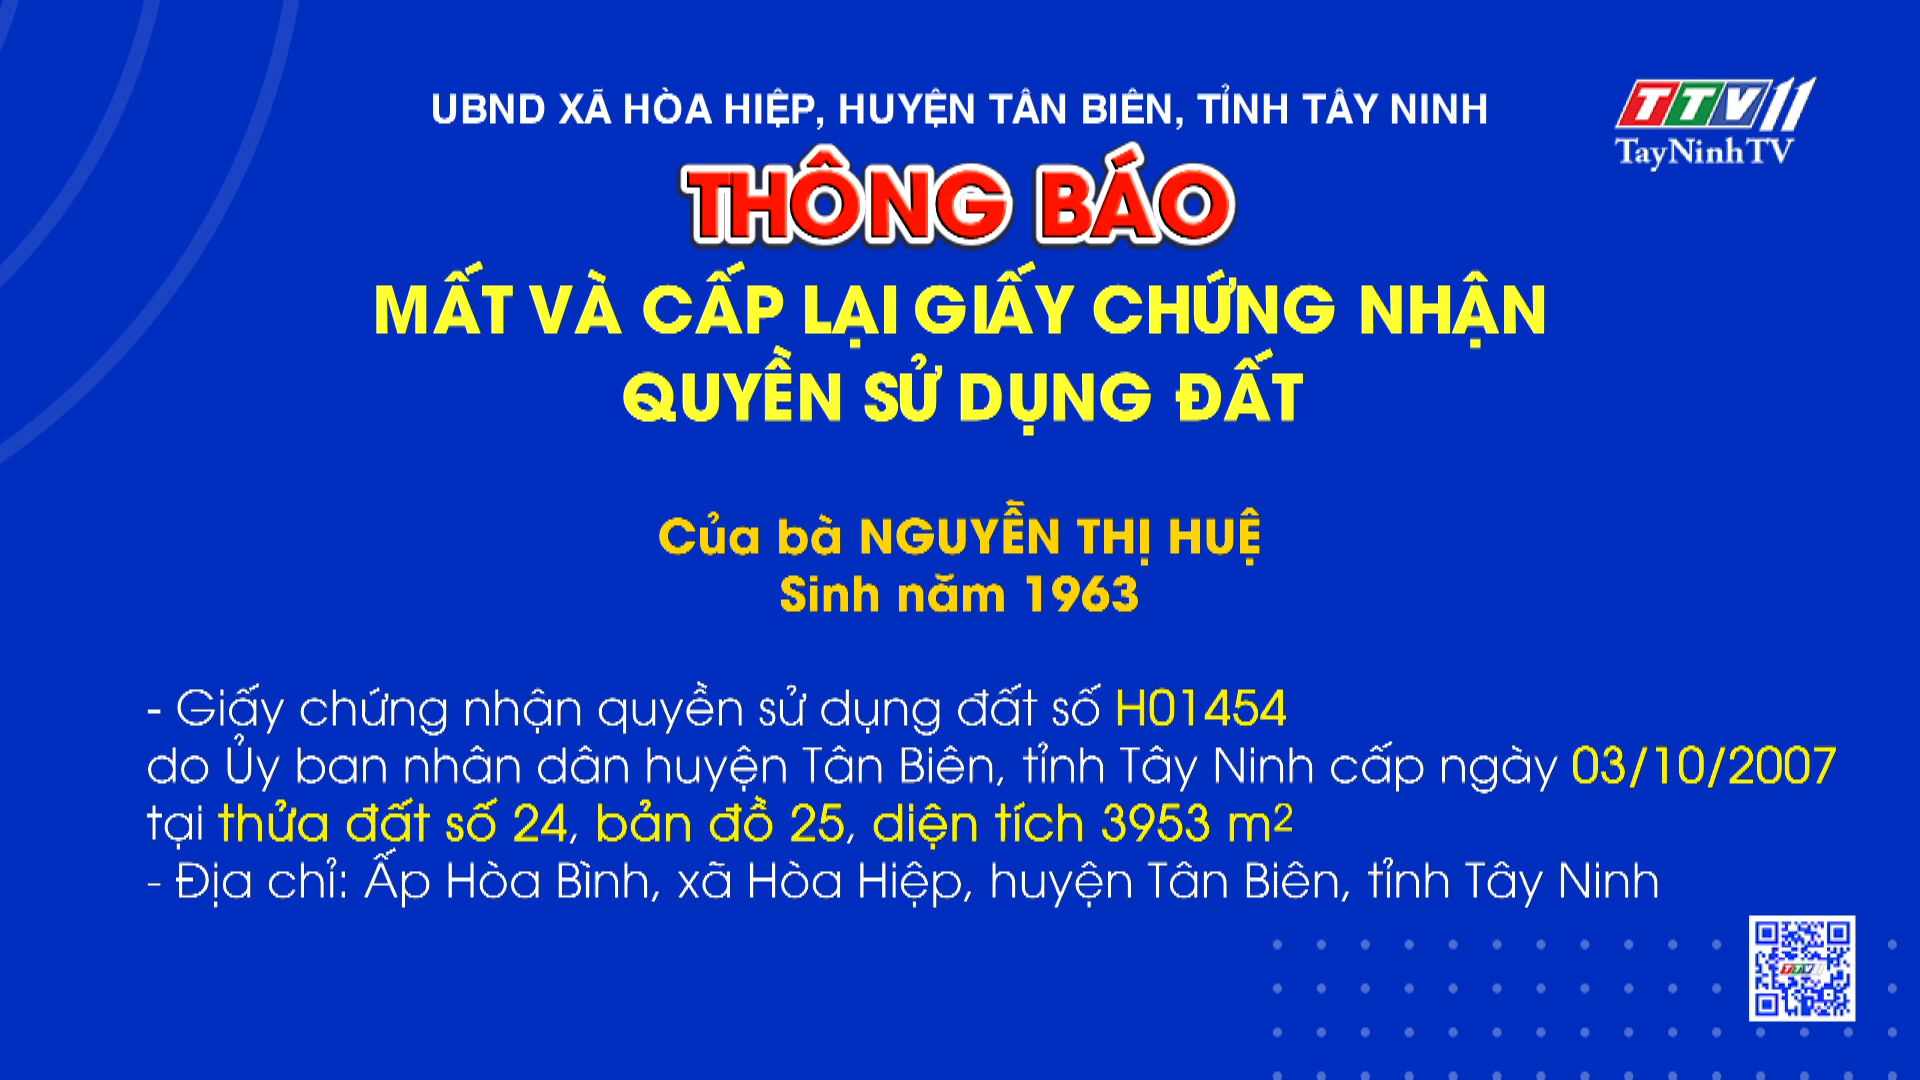 UBND XÃ HÒA HIỆP, HUYỆN TÂN BIÊN, TỈNH TÂY NINH
TTV11
TayNinhTV
THÔNG BÁO
MẤT VÀ CẤP LẠI GIẤY CHỨNG NHẬN
QUYỀN SỬ DỤNG ĐẤT
Của bà NGUYỄN THỊ HUỆ
Sinh năm 1963
- Giấy chứng nhận quyền sử dụng đất số H01454
do Ủy ban nhân dân huyện Tân Biên, tỉnh Tây Ninh cấp ngày 03/10/2007
tại thửa đất số 24, bản đồ 25, diện tích 3953 m2
- Địa chỉ: Ấp Hòa Bình, xã Hòa Hiệp, huyện Tân Biên, tỉnh Tây Ninh
TTV11